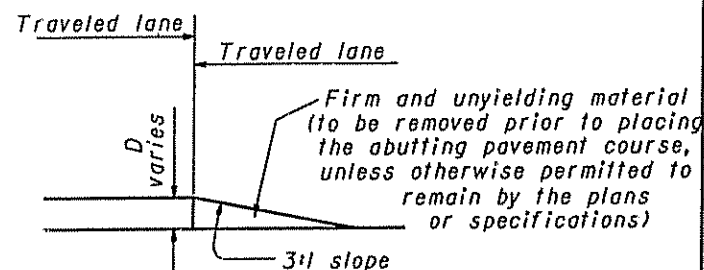 Traveled lane
Traveled lane
Firm and unyielding material
(to be removed prior to placing
the abutting pavement course,
unless otherwise permitted to
remain by the plans
or specifications)
D
varies
3:1 slope